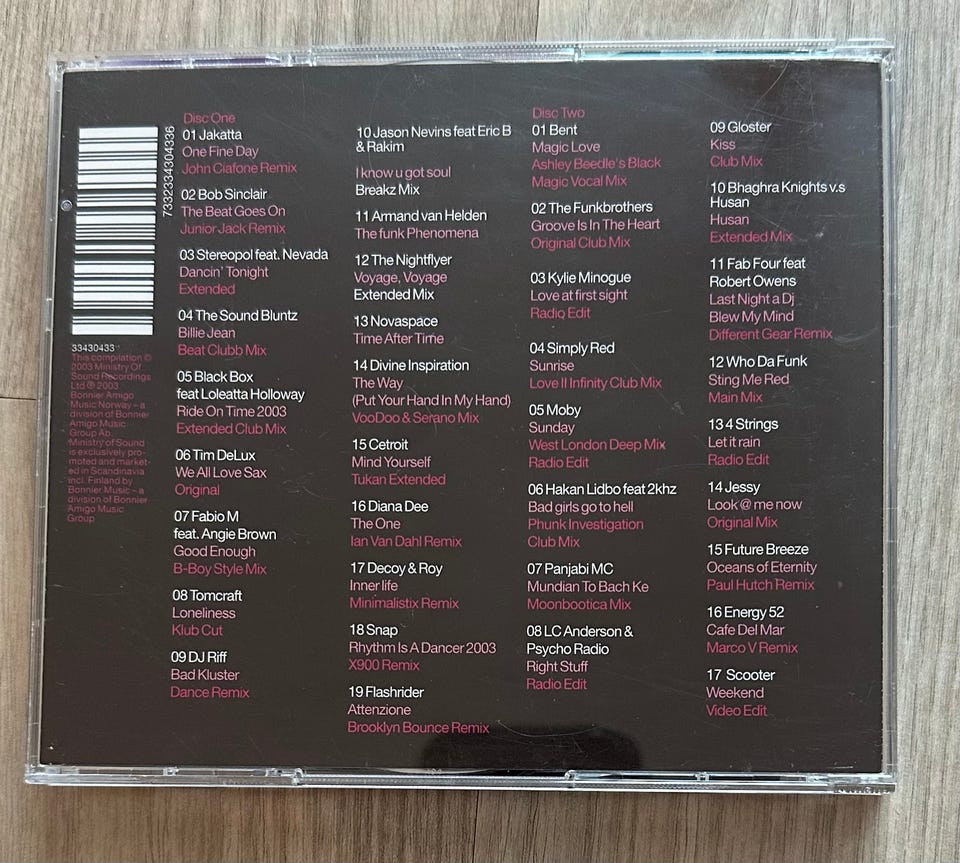 7332334304336
33430433
This compilation ©
2003 Ministry Of
Sound Recordings
Ltd ℗ 2003
Bonnier Amigo
Music Norway – a
division of Bonnier
Amigo Music
Group Ab.
Ministry of Sound
is exclusively pro-
moted and market-
ed in Scandinavia
incl. Finland by
Bonnier Music – a
division of Bonnier
Amigo Music
Group
Disc One
01 Jakatta
One Fine Day
John Ciafone Remix
02 Bob Sinclair
The Beat Goes On
Junior Jack Remix
03 Stereopol feat. Nevada
Dancin' Tonight
Extended
04 The Sound Bluntz
Billie Jean
Beat Clubb Mix
05 Black Box
feat Loleatta Holloway
Ride On Time 2003
Extended Club Mix
06 Tim DeLux
We All Love Sax
Original
07 Fabio M
feat. Angie Brown
Good Enough
B-Boy Style Mix
08 Tomcraft
Loneliness
Klub Cut
09 DJ Riff
Bad Kluster
Dance Remix
10 Jason Nevins feat Eric B
& Rakim
I know u got soul
Breakz Mix
11 Armand van Helden
The funk Phenomena
12 The Nightflyer
Voyage, Voyage
Extended Mix
13 Novaspace
Time After Time
14 Divine Inspiration
The Way
(Put Your Hand In My Hand)
VooDoo & Serano Mix
15 Cetroit
Mind Yourself
Tukan Extended
16 Diana Dee
The One
Ian Van Dahl Remix
17 Decoy & Roy
Inner life
Minimalistix Remix
18 Snap
Rhythm Is A Dancer 2003
X900 Remix
19 Flashrider
Attenzione
Brooklyn Bounce Remix
Disc Two
01 Bent
Magic Love
Ashley Beedle's Black
Magic Vocal Mix
02 The Funkbrothers
Groove Is In The Heart
Original Club Mix
03 Kylie Minogue
Love at first sight
Radio Edit
04 Simply Red
Sunrise
Love II Infinity Club Mix
05 Moby
Sunday
West London Deep Mix
Radio Edit
06 Hakan Lidbo feat 2khz
Bad girls go to hell
Phunk Investigation
Club Mix
07 Panjabi MC
Mundian To Bach Ke
Moonbootica Mix
08 LC Anderson &
Psycho Radio
Right Stuff
Radio Edit
09 Gloster
Kiss
Club Mix
10 Bhaghra Knights v.s
Husan
Husan
Extended Mix
11 Fab Four feat
Robert Owens
Last Night a Dj
Blew My Mind
Different Gear Remix
12 Who Da Funk
Sting Me Red
Main Mix
13 4 Strings
Let it rain
Radio Edit
14 Jessy
Look @ me now
Original Mix
15 Future Breeze
Oceans of Eternity
Paul Hutch Remix
16 Energy 52
Cafe Del Mar
Marco V Remix
17 Scooter
Weekend
Video Edit